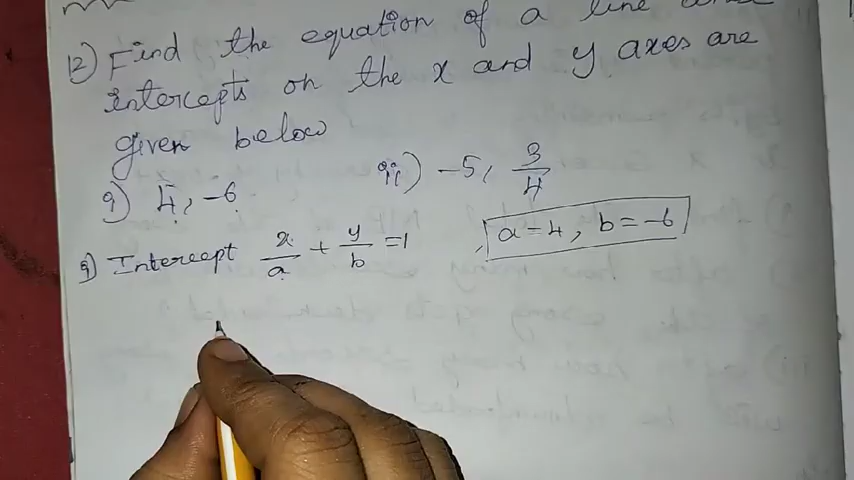 12) Find the equation of a line
intercepts on the x and y axes are
given below
i) 4, -6 ii) -5, 3/4
i) Intercept x/a + y/b = 1 , a = 4, b = -6